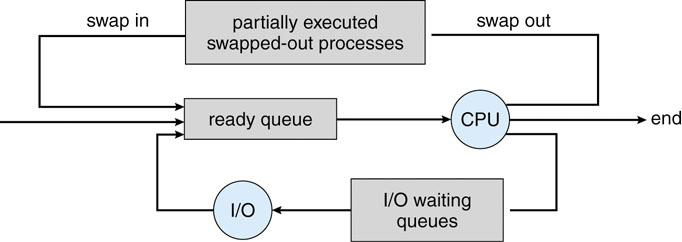 swap in
partially executed
swapped-out processes
swap out
ready queue
CPU
end
I/O
I/O waiting
queues